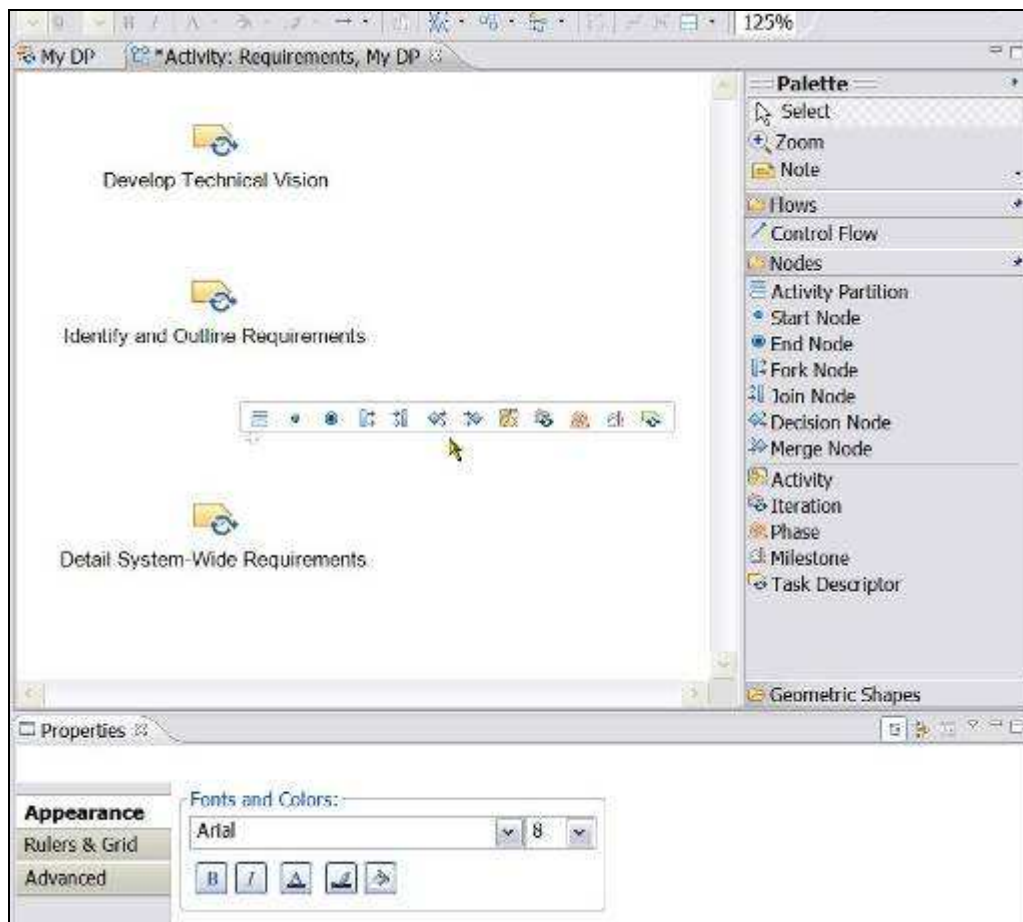 125%
My DP
*Activity: Requirements, My DP
Develop Technical Vision
Identify and Outline Requirements
Detail System-Wide Requirements
Palette
Select
Zoom
Note
Flows
Control Flow
Nodes
Activity Partition
Start Node
End Node
Fork Node
Join Node
Decision Node
Merge Node
Activity
Iteration
Phase
Milestone
Task Descriptor
Geometric Shapes
Properties
Appearance
Rulers & Grid
Advanced
Fonts and Colors:
Arial
8
B I A